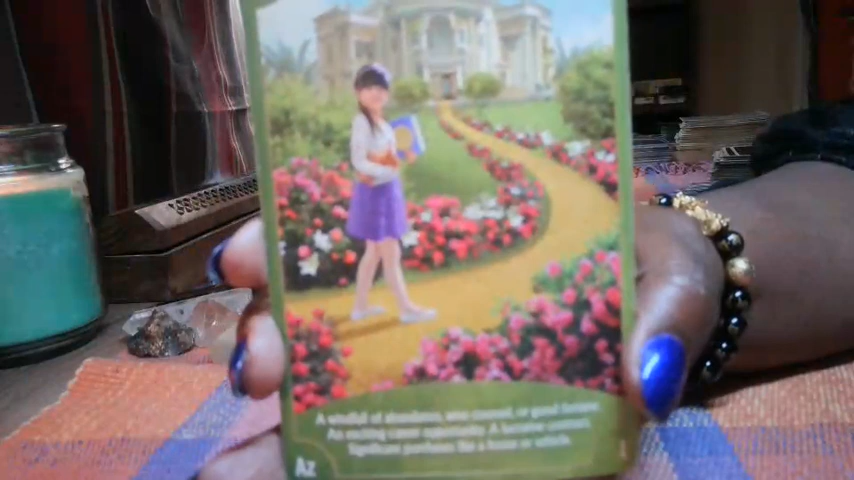 A windfall of abundance, wise counsel, or good fortune
An exciting career opportunity. A lucrative contract.
Significant purchases like a house or vehicle.
Az